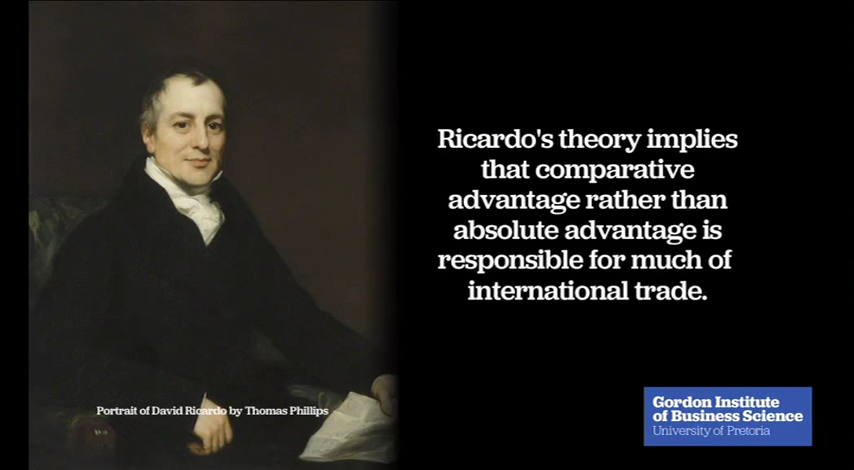 Ricardo's theory implies
that comparative
advantage rather than
absolute advantage is
responsible for much of
international trade.
Portrait of David Ricardo by Thomas Phillips
Gordon Institute
of Business Science
University of Pretoria